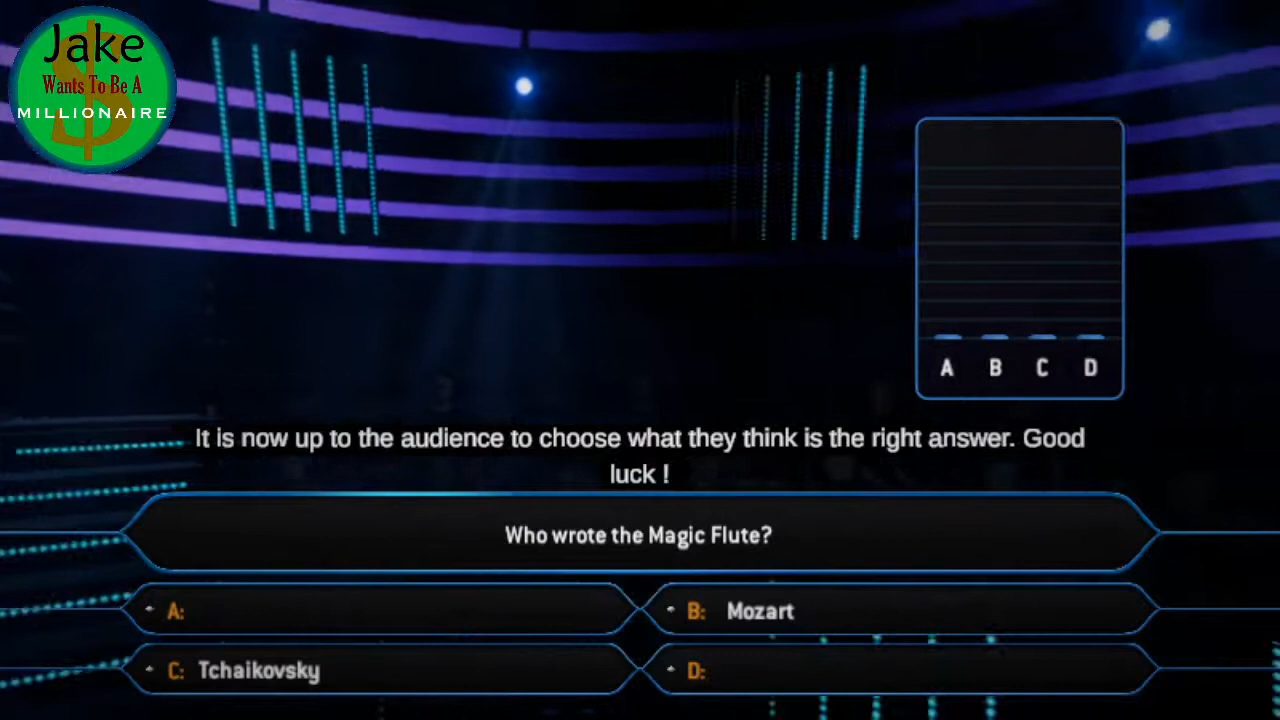 Jake
Wants To Be A
MILLIONAIRE
A B C D
It is now up to the audience to choose what they think is the right answer. Good
luck !
Who wrote the Magic Flute?
A:
B: Mozart
C: Tchaikovsky
D: